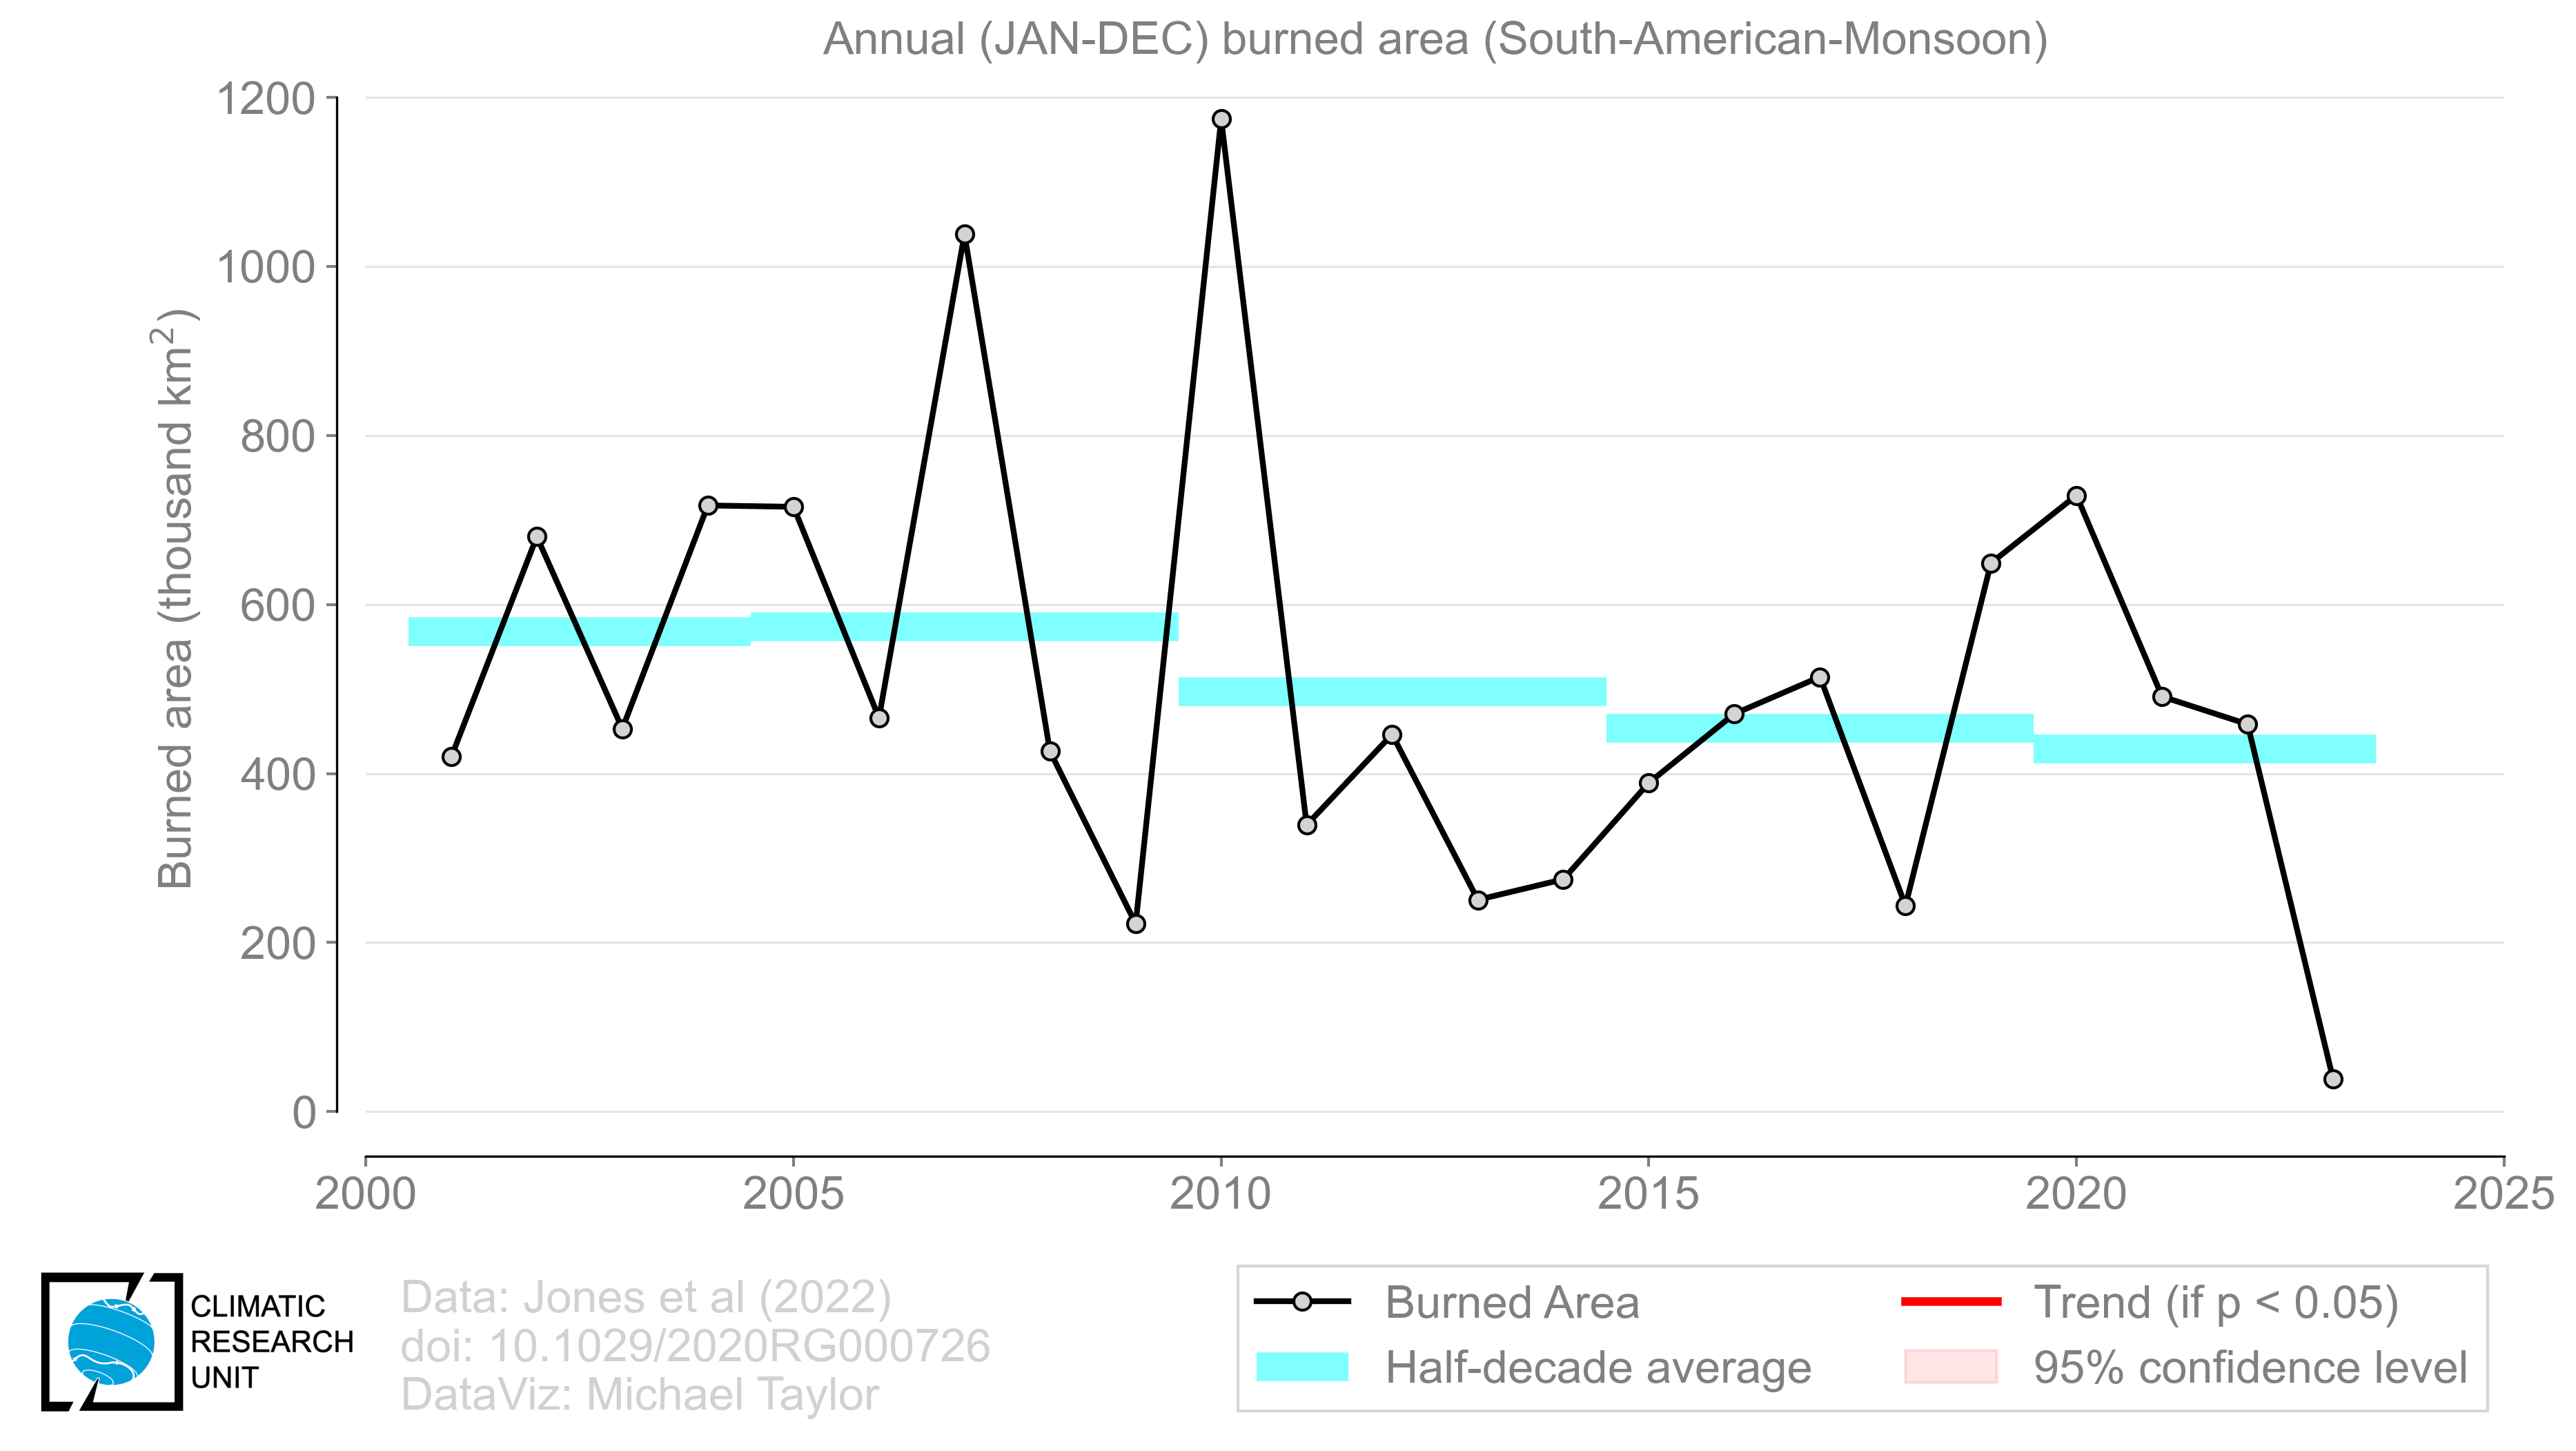 Annual (JAN-DEC) burned area (South-American-Monsoon)
Burned area (thousand km²)
1200
1000
800
600
400
200
0
2000 2005 2010 2015 2020 2025
CLIMATIC
RESEARCH
UNIT
Data: Jones et al (2022)
doi: 10.1029/2020RG000726
DataViz: Michael Taylor
Burned Area
Half-decade average
Trend (if p < 0.05)
95% confidence level